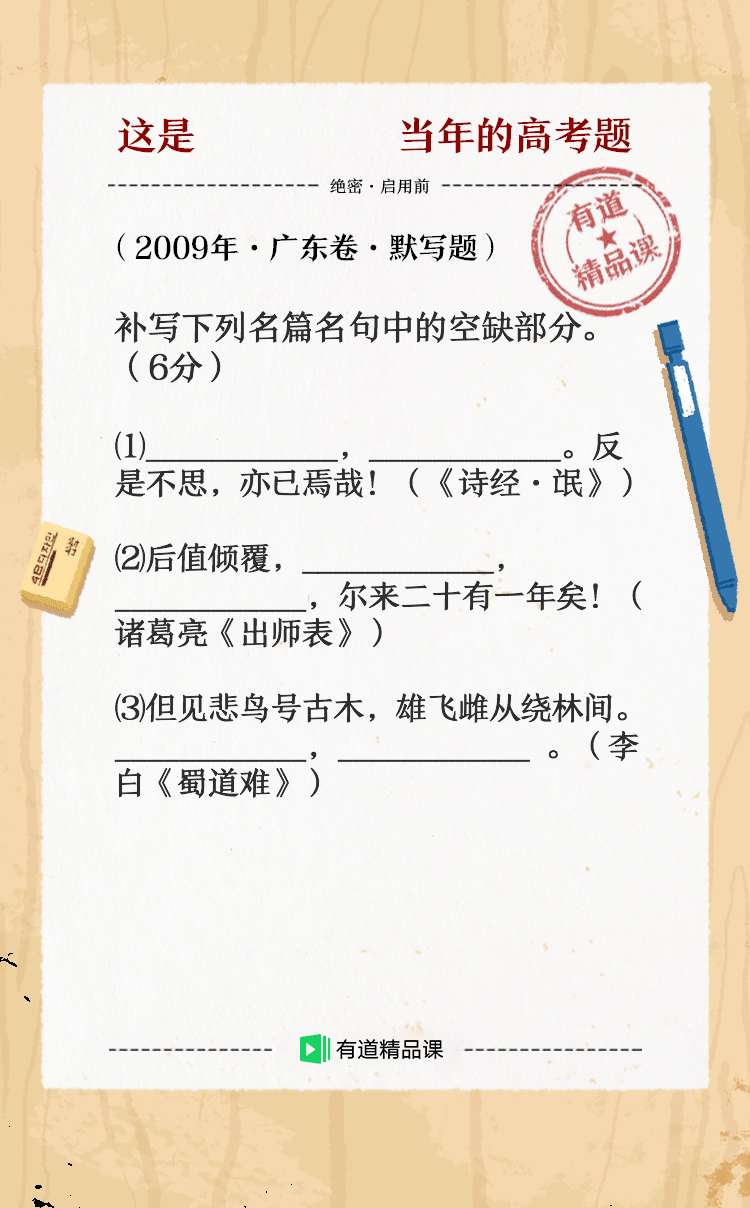 这是 当年的高考题
绝密·启用前
有道
精品课
（2009年·广东卷·默写题）
补写下列名篇名句中的空缺部分。
（6分）
⑴____________，____________。反
是不思，亦已焉哉！（《诗经·氓》）
⑵后值倾覆，____________，
____________，尔来二十有一年矣！（
诸葛亮《出师表》）
⑶但见悲鸟号古木，雄飞雌从绕林间。
____________，____________ 。（李
白《蜀道难》）
有道精品课